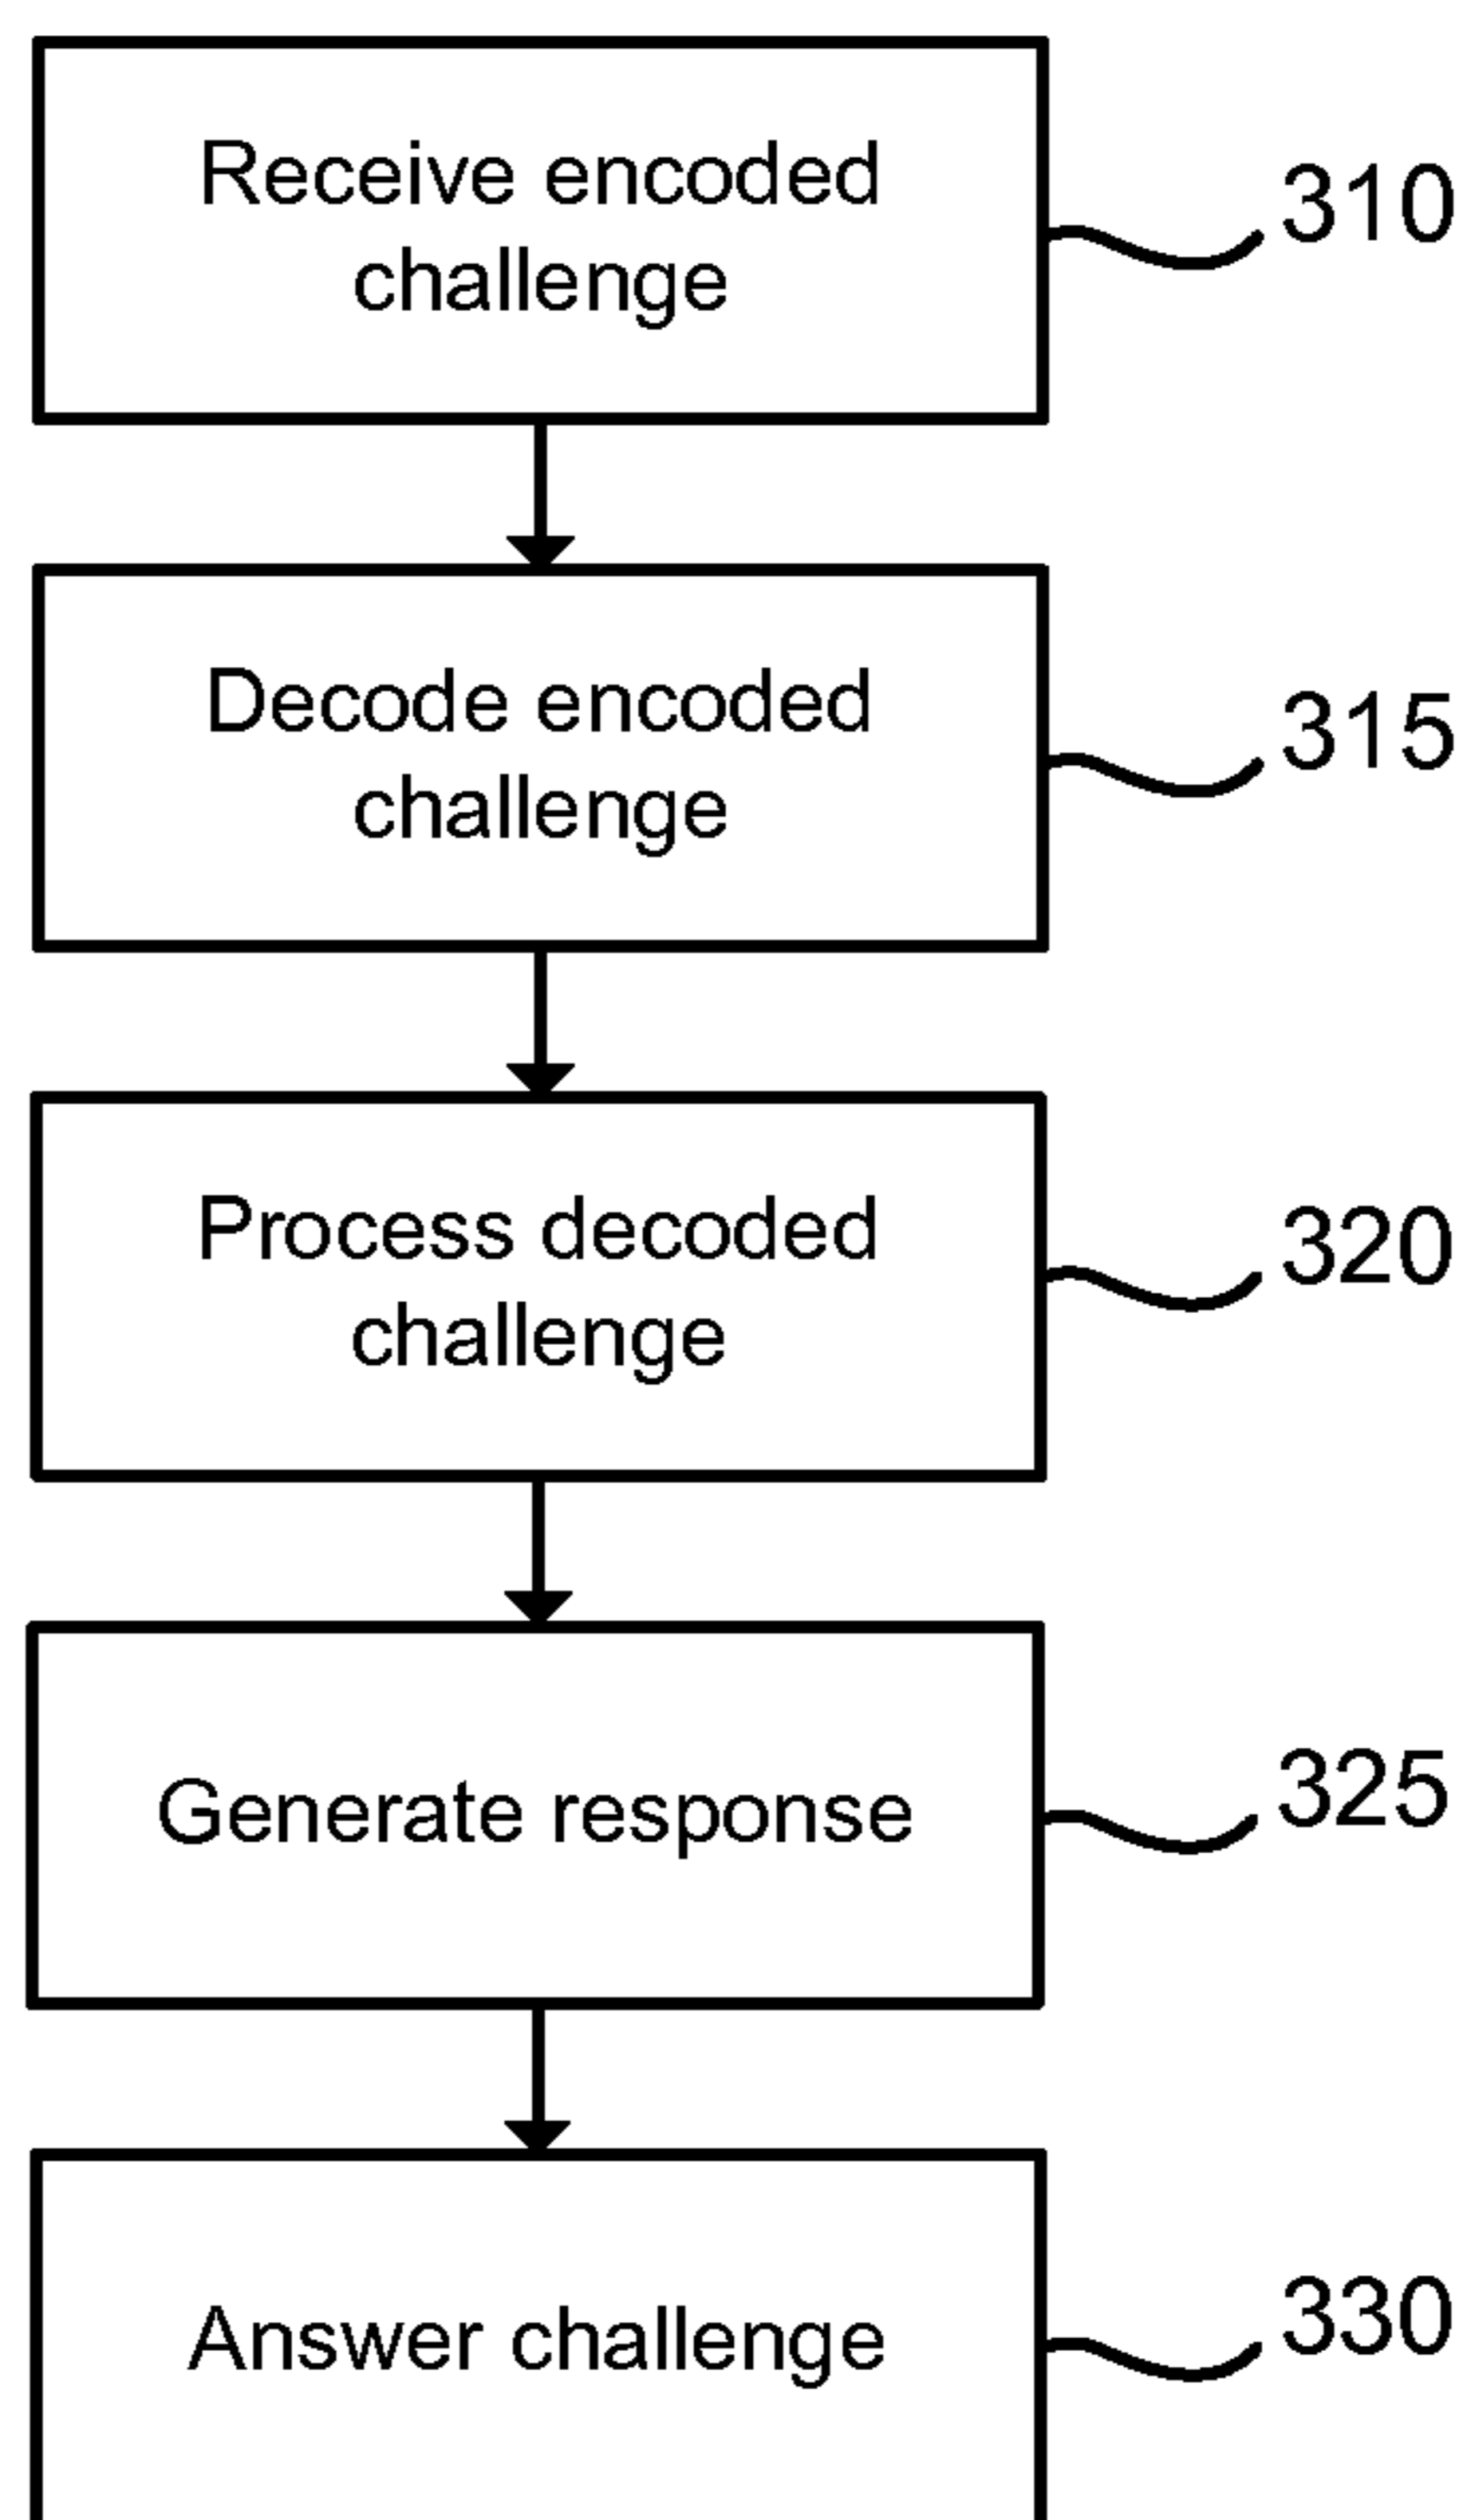 Receive encoded
challenge
310
Decode encoded
challenge
315
Process decoded
challenge
320
Generate response
325
Answer challenge
330